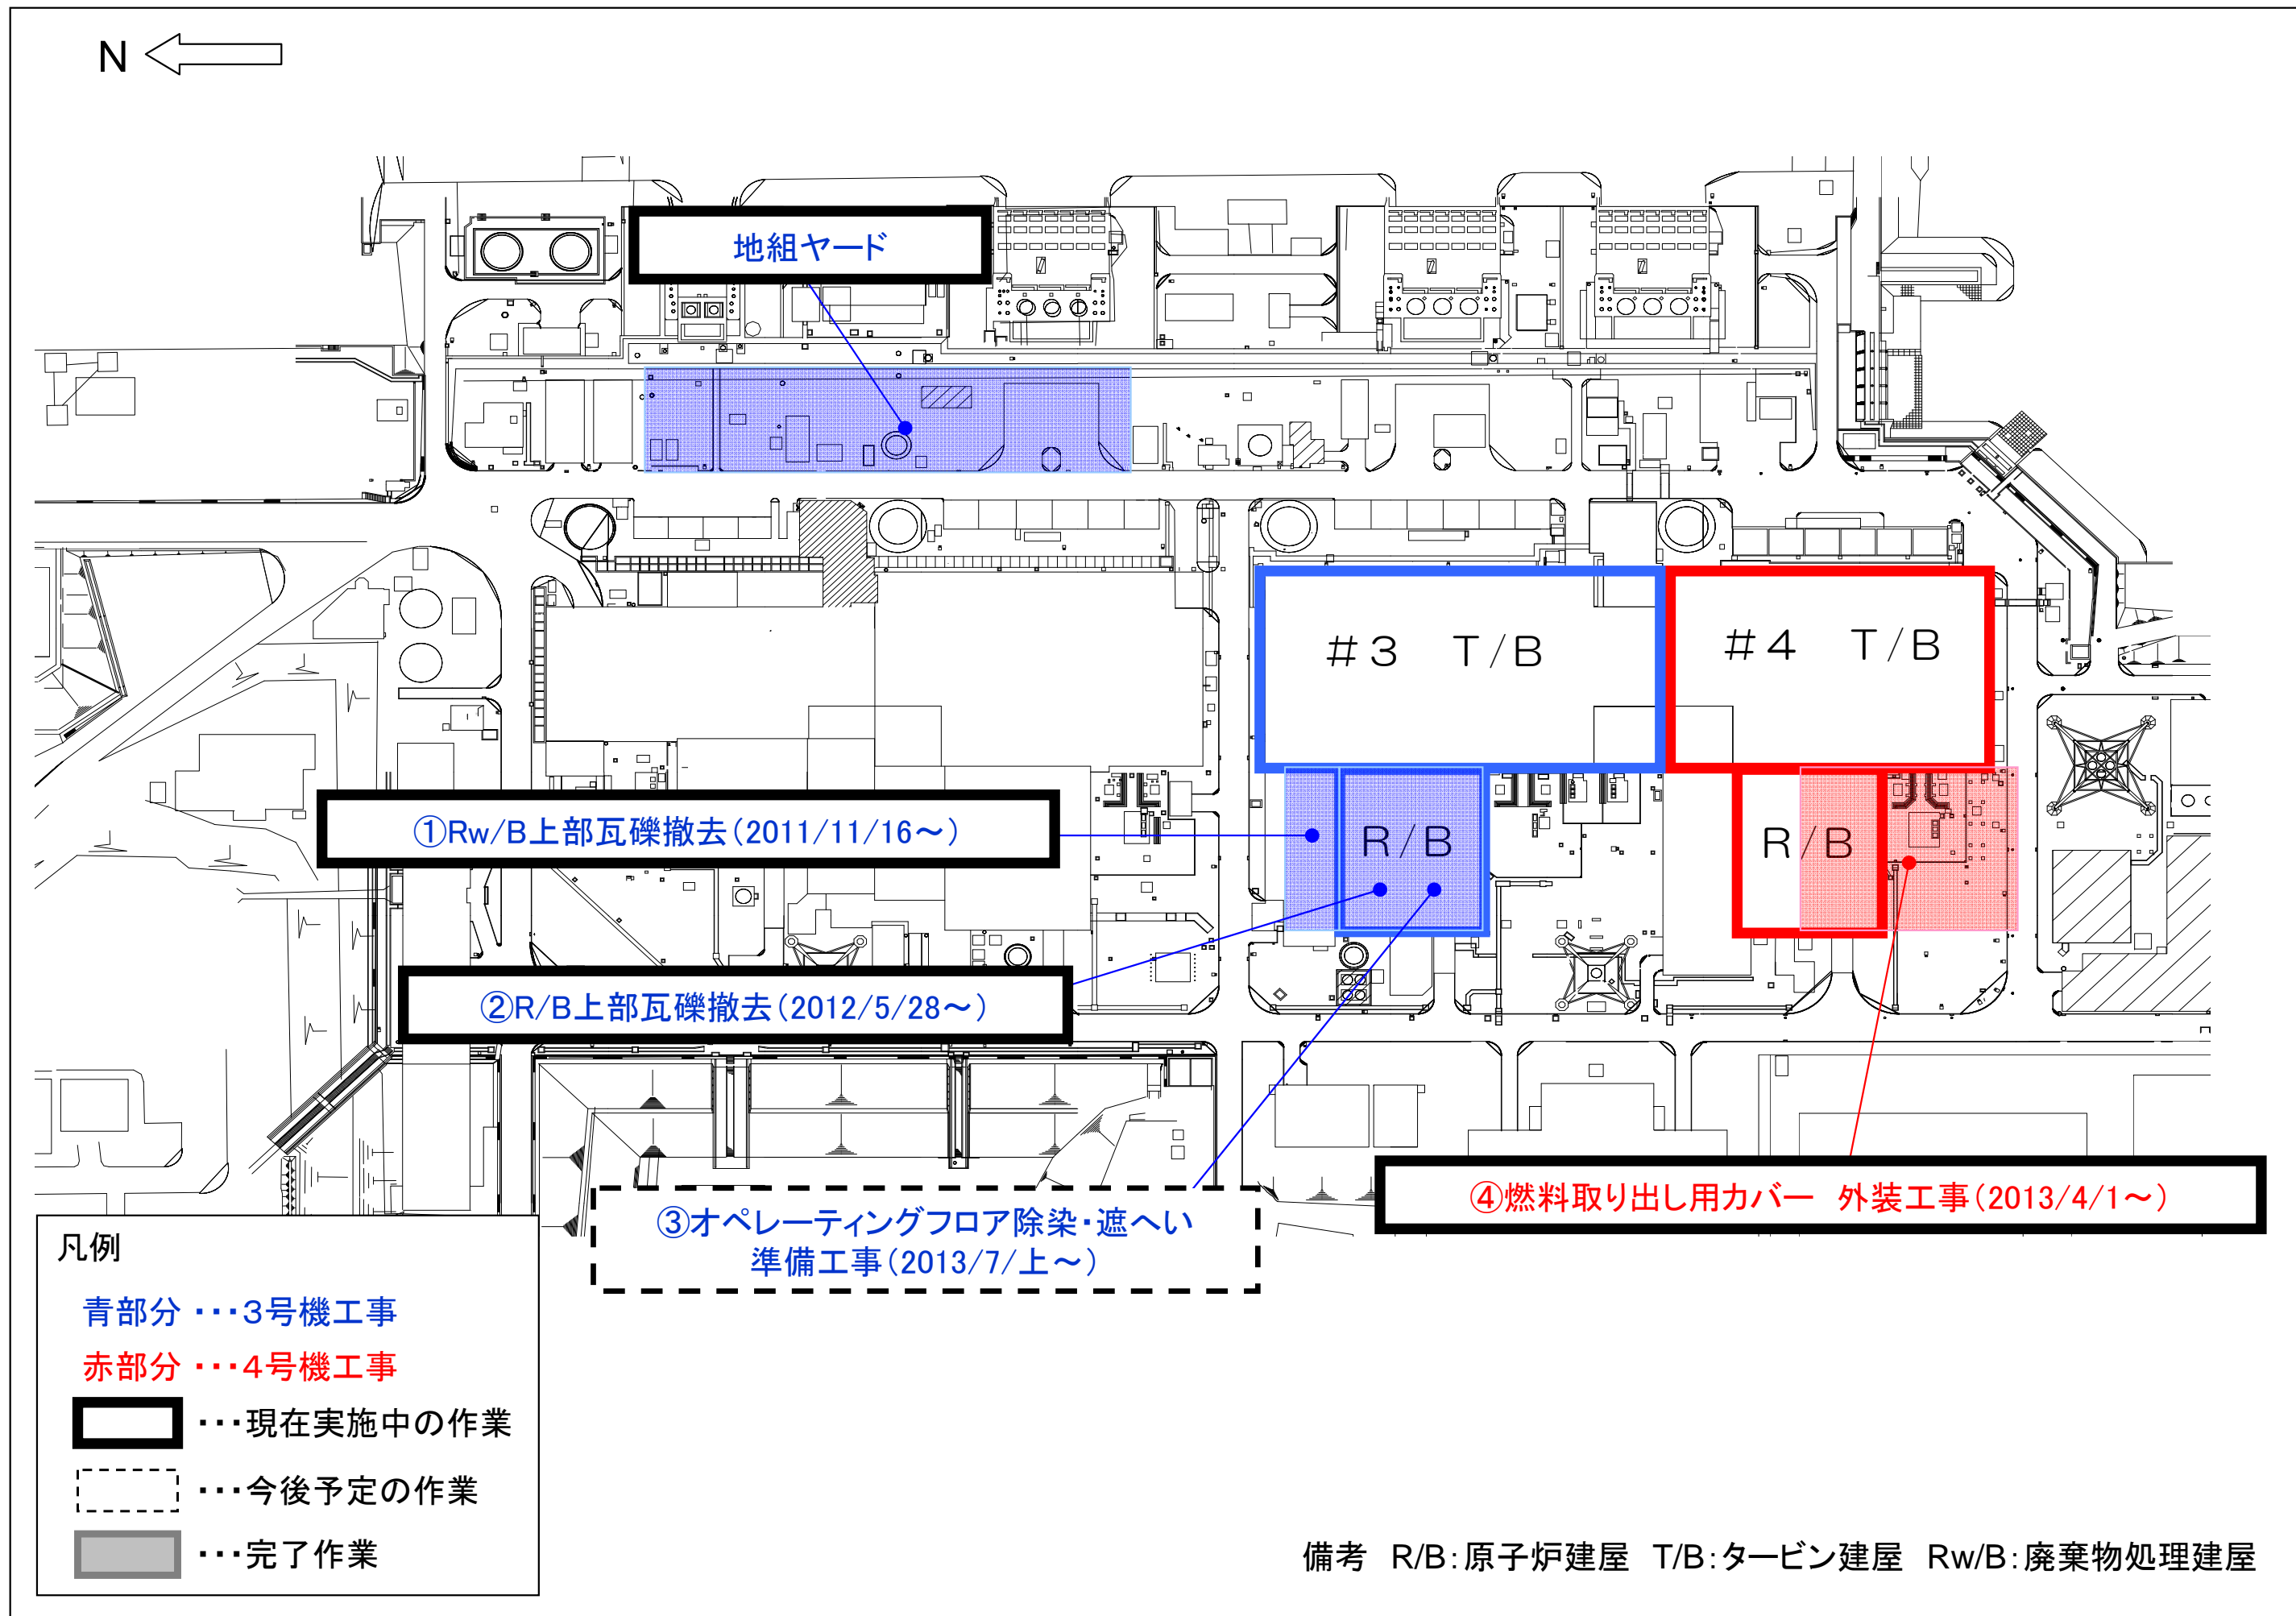 N
地組ヤード
#3 T/B
#4 T/B
①Rw/B上部瓦礫撤去(2011/11/16～)
R/B
R/B
②R/B上部瓦礫撤去(2012/5/28～)
③オペレーティングフロア除染・遮へい
準備工事(2013/7/上～)
④燃料取り出し用カバー 外装工事(2013/4/1～)
凡例
青部分 ・・・3号機工事
赤部分 ・・・4号機工事
・・・現在実施中の作業
・・・今後予定の作業
・・・完了作業
備考 R/B:原子炉建屋 T/B:タービン建屋 Rw/B:廃棄物処理建屋